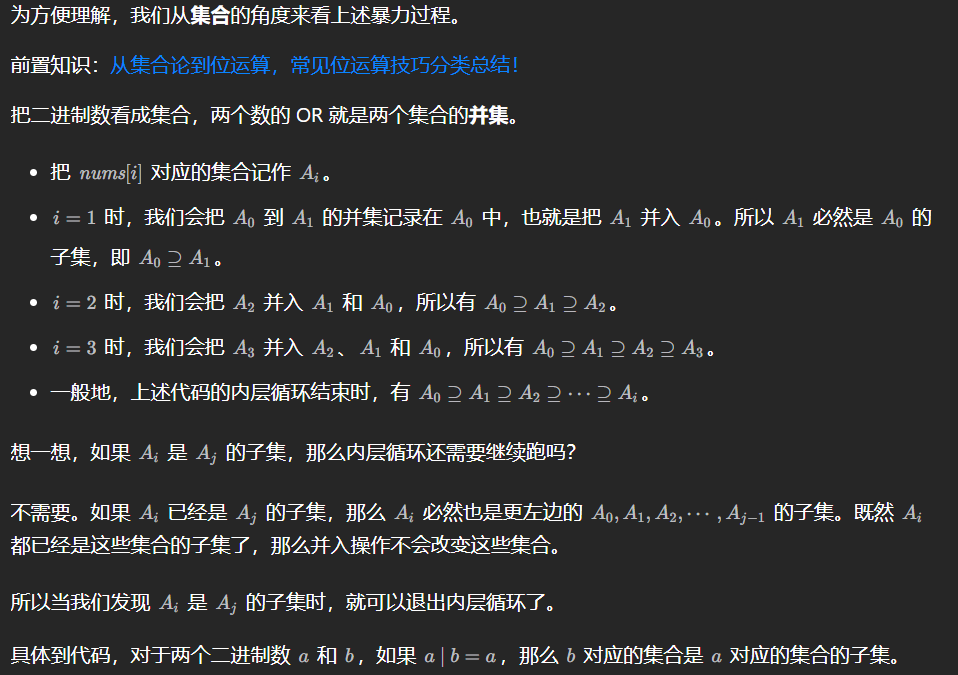 为方便理解，我们从集合的角度来看上述暴力过程。
前置知识：从集合论到位运算，常见位运算技巧分类总结！
把二进制数看成集合，两个数的 OR 就是两个集合的并集。
• 把 nums[i] 对应的集合记作 A_i。
• i = 1 时，我们会把 A_0 到 A_1 的并集记录在 A_0 中，也就是把 A_1 并入 A_0。所以 A_1 必然是 A_0 的
子集，即 A_0 ⊇ A_1。
• i = 2 时，我们会把 A_2 并入 A_1 和 A_0，所以有 A_0 ⊇ A_1 ⊇ A_2。
• i = 3 时，我们会把 A_3 并入 A_2、A_1 和 A_0，所以有 A_0 ⊇ A_1 ⊇ A_2 ⊇ A_3。
• 一般地，上述代码的内层循环结束时，有 A_0 ⊇ A_1 ⊇ A_2 ⊇ ⋯ ⊇ A_i。
想一想，如果 A_i 是 A_j 的子集，那么内层循环还需要继续跑吗？
不需要。如果 A_i 已经是 A_j 的子集，那么 A_i 必然也是更左边的 A_0, A_1, A_2, ⋯ , A_{j−1} 的子集。既然 A_i
都已经是这些集合的子集了，那么并入操作不会改变这些集合。
所以当我们发现 A_i 是 A_j 的子集时，就可以退出内层循环了。
具体到代码，对于两个二进制数 a 和 b，如果 a | b = a，那么 b 对应的集合是 a 对应的集合的子集。